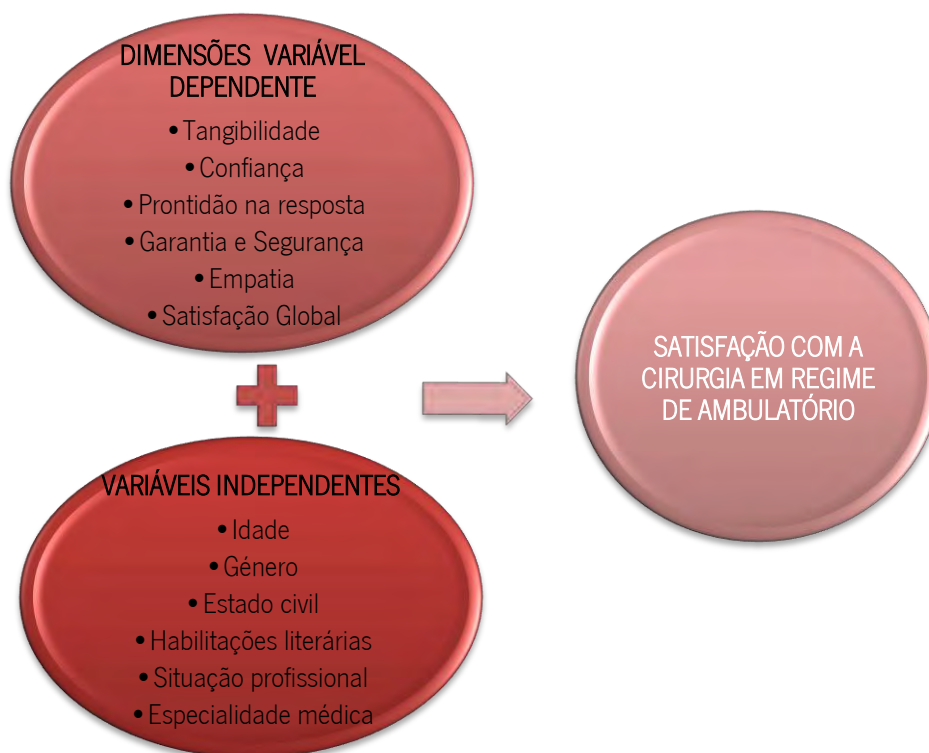 DIMENSÕES VARIÁVEL
DEPENDENTE
• Tangibilidade
• Confiança
• Prontidão na resposta
• Garantia e Segurança
• Empatia
• Satisfação Global
VARIÁVEIS INDEPENDENTES
• Idade
• Género
• Estado civil
• Habilitações literárias
• Situação profissional
• Especialidade médica
SATISFAÇÃO COM A
CIRURGIA EM REGIME
DE AMBULATÓRIO